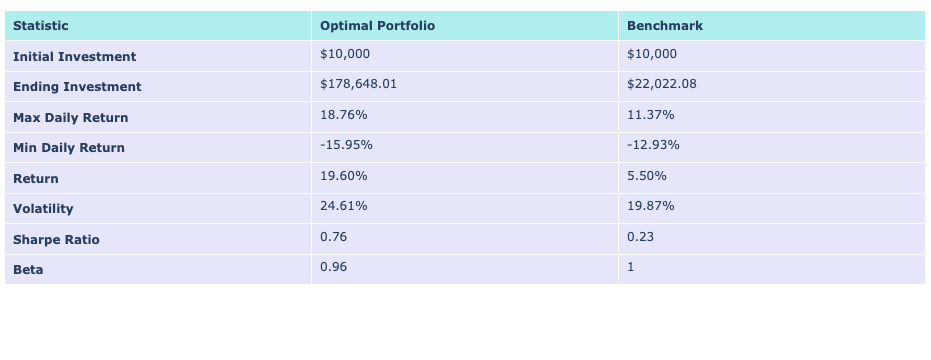 Statistic Optimal Portfolio Benchmark
Initial Investment $10,000 $10,000
Ending Investment $178,648.01 $22,022.08
Max Daily Return 18.76% 11.37%
Min Daily Return -15.95% -12.93%
Return 19.60% 5.50%
Volatility 24.61% 19.87%
Sharpe Ratio 0.76 0.23
Beta 0.96 1